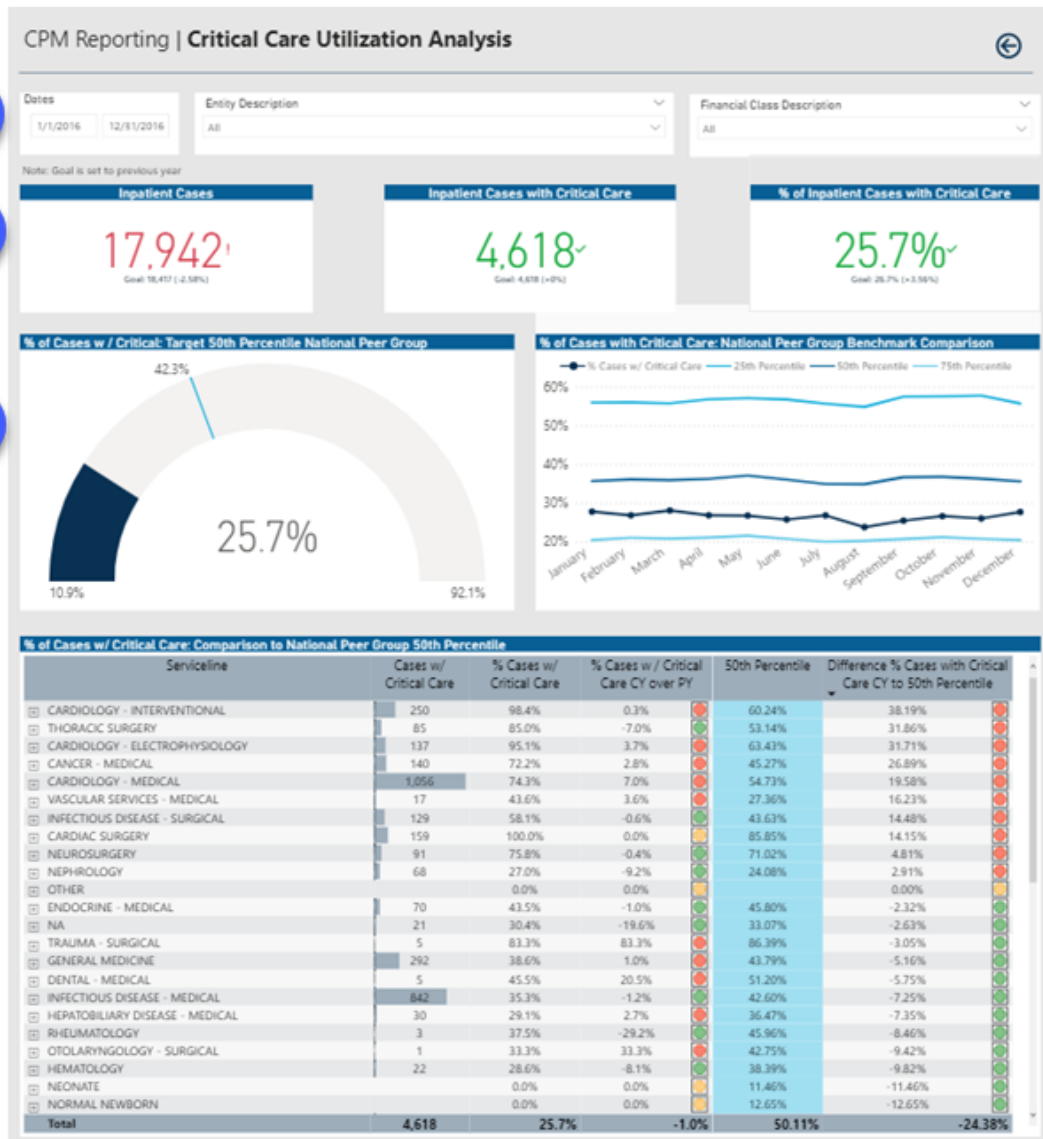 CPM Reporting | Critical Care Utilization Analysis
Dates
1/1/2016 12/31/2016
Entity Description
All
Financial Class Description
All
Note: Goal is set to previous year
Inpatient Cases
17,942!
Goal: 18,417 (-2.58%)
Inpatient Cases with Critical Care
4,618
Goal: 4,618 (+0%)
% of Inpatient Cases with Critical Care
25.7%
Goal: 26.7% (+3.56%)
% of Cases w / Critical: Target 50th Percentile National Peer Group
42.3%
25.7%
10.9%
92.1%
% of Cases with Critical Care: National Peer Group Benchmark Comparison
% Cases w/ Critical Care 25th Percentile 50th Percentile 75th Percentile
60%
50%
40%
30%
20%
January February March April May June July August September October November December
% of Cases w/ Critical Care: Comparison to National Peer Group 50th Percentile
Serviceline Cases w/ Critical Care % Cases w/ Critical Care % Cases w / Critical Care CY over PY 50th Percentile Difference % Cases with Critical Care CY to 50th Percentile
CARDIOLOGY - INTERVENTIONAL 250 98.4% 0.3% 60.24% 38.19%
THORACIC SURGERY 85 85.0% -7.0% 53.14% 31.86%
CARDIOLOGY - ELECTROPHYSIOLOGY 137 95.1% 3.7% 63.43% 31.71%
CANCER - MEDICAL 140 72.2% 2.8% 45.27% 26.89%
CARDIOLOGY - MEDICAL 1,056 74.3% 7.0% 54.73% 19.58%
VASCULAR SERVICES - MEDICAL 17 43.6% 3.6% 27.36% 16.23%
INFECTIOUS DISEASE - SURGICAL 129 58.1% -0.6% 43.63% 14.48%
CARDIAC SURGERY 159 100.0% 0.0% 85.85% 14.15%
NEUROSURGERY 91 75.8% -0.4% 71.02% 4.81%
NEPHROLOGY 68 27.0% -9.2% 24.08% 2.91%
OTHER 0.0% 0.0% 0.00%
ENDOCRINE - MEDICAL 70 43.5% -1.0% 45.80% -2.32%
NA 21 30.4% -19.6% 33.07% -2.63%
TRAUMA - SURGICAL 5 83.3% 83.3% 86.39% -3.05%
GENERAL MEDICINE 292 38.6% 1.0% 43.79% -5.16%
DENTAL - MEDICAL 5 45.5% 20.5% 51.20% -5.75%
INFECTIOUS DISEASE - MEDICAL 842 35.3% -1.2% 42.60% -7.25%
HEPATOBILIARY DISEASE - MEDICAL 30 29.1% 2.7% 36.47% -7.35%
RHEUMATOLOGY 3 37.5% -29.2% 45.96% -8.46%
OTOLARYNGOLOGY - SURGICAL 1 33.3% 33.3% 42.75% -9.42%
HEMATOLOGY 22 28.6% -8.1% 38.39% -9.82%
NEONATE 0.0% 0.0% 11.46% -11.46%
NORMAL NEWBORN 0.0% 0.0% 12.65% -12.65%
Total 4,618 25.7% -1.0% 50.11% -24.38%